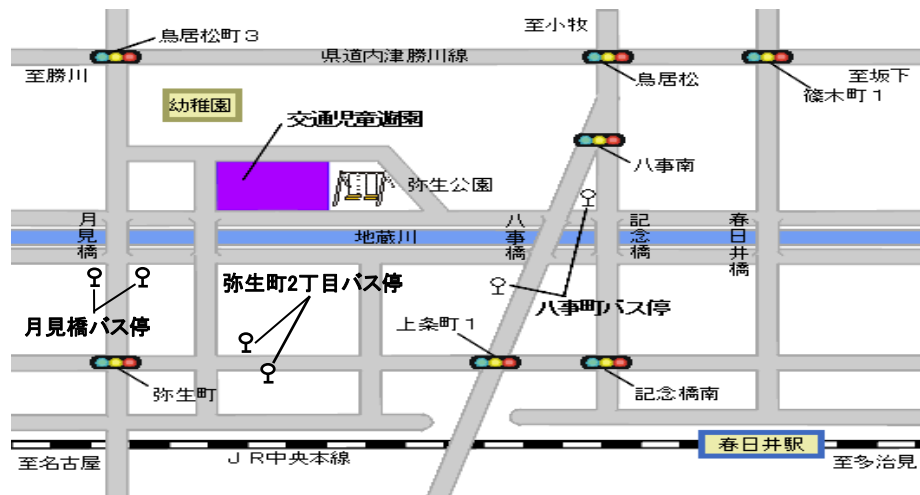 至小牧
鳥居松町3
県道内津勝川線
至勝川
鳥居松
至坂下
篠木町1
幼稚園
交通児童遊園
八事南
弥生公園
月見橋
地蔵川
八事橋
記念橋
春日井橋
弥生町2丁目バス停
月見橋バス停
八事町バス停
上条町1
弥生町
記念橋南
春日井駅
至名古屋
JR中央本線
至多治見